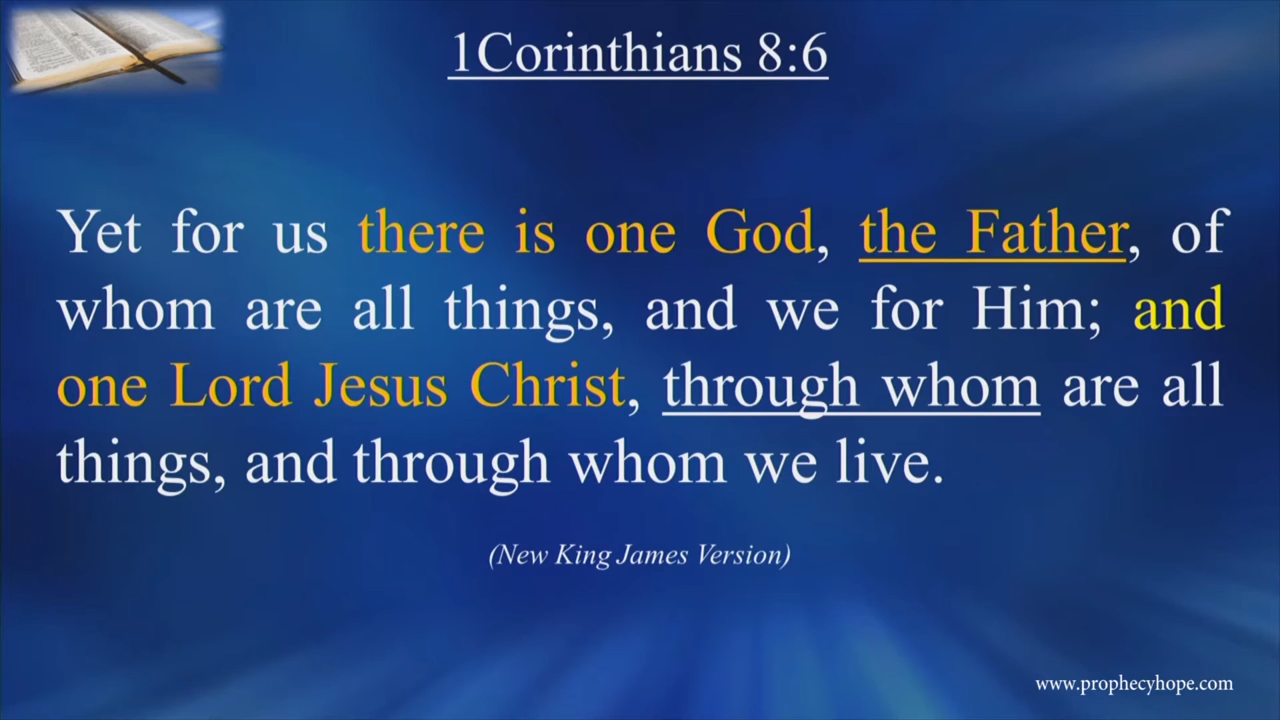 1Corinthians 8:6
Yet for us there is one God, the Father, of
whom are all things, and we for Him; and
one Lord Jesus Christ, through whom are all
things, and through whom we live.
(New King James Version)
www.prophecyhope.com